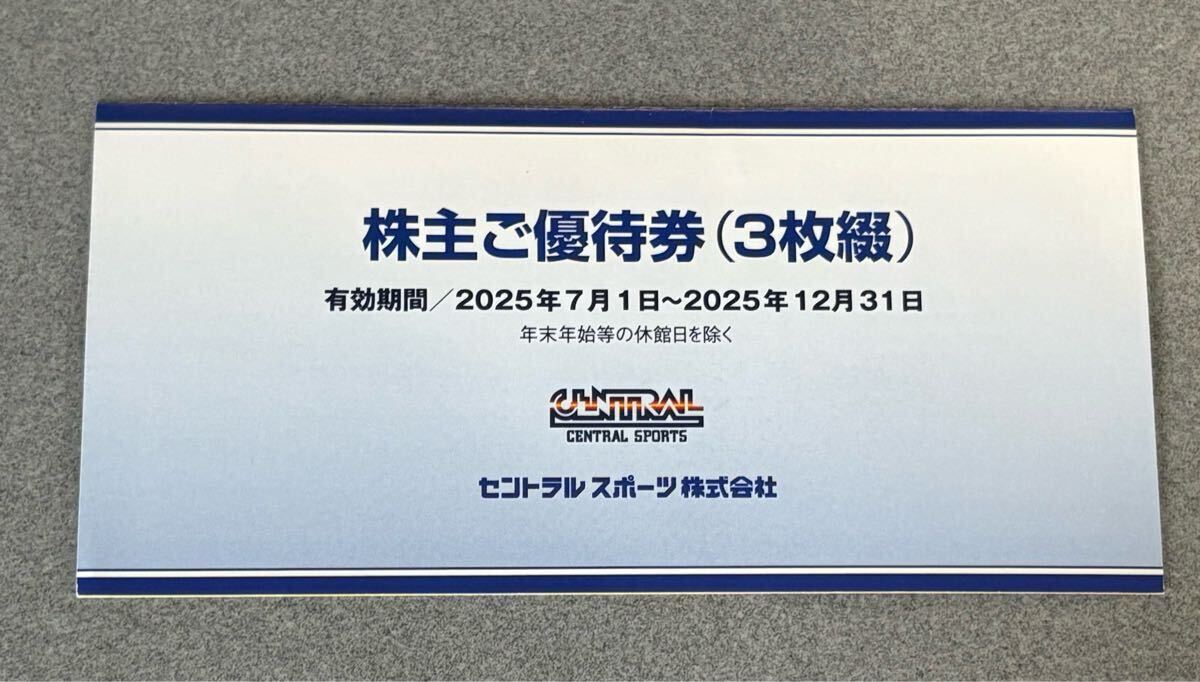 株主ご優待券(3枚綴)
有効期間/2025年7月1日~2025年12月31日
年末年始等の休館日を除く
CENTRAL
CENTRAL SPORTS
セントラルスポーツ株式会社